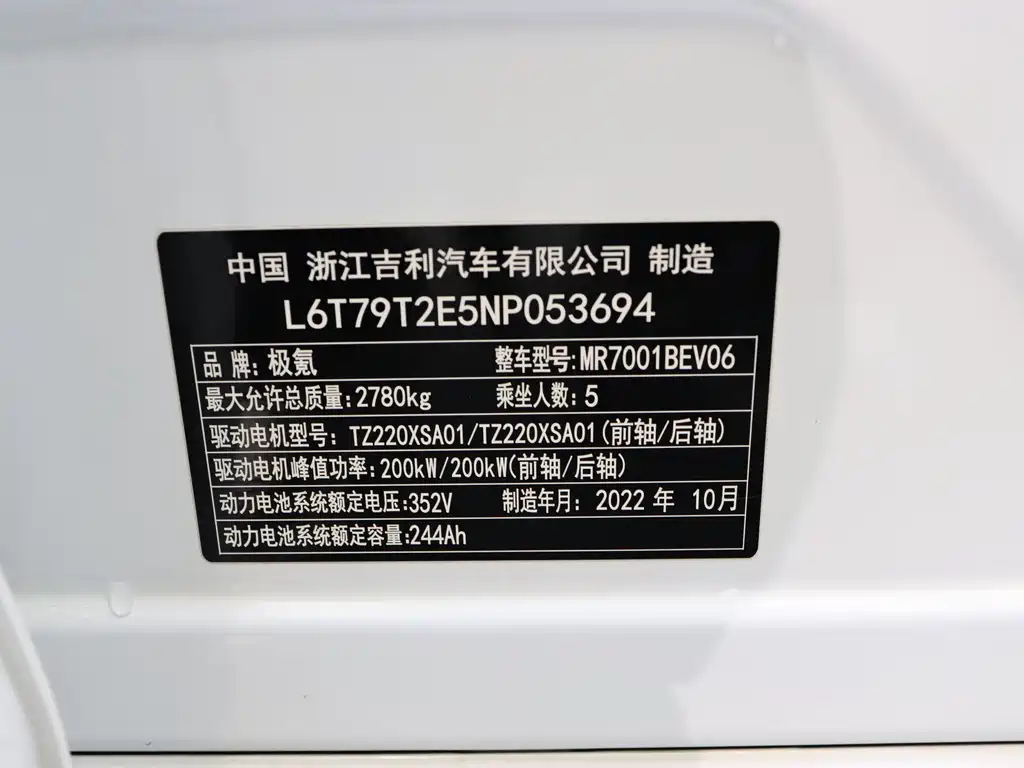 中国 浙江吉利汽车有限公司 制造
L6T79T2E5NP053694
品 牌: 极氪 整车型号:MR7001BEV06
最大允许总质量:2780kg 乘坐人数: 5
驱动电机型号: TZ220XSA01/TZ220XSA01(前轴/后轴)
驱动电机峰值功率:200kW/200kW(前轴/后轴)
动力电池系统额定电压:352V 制造年月: 2022 年 10月
动力电池系统额定容量:244Ah